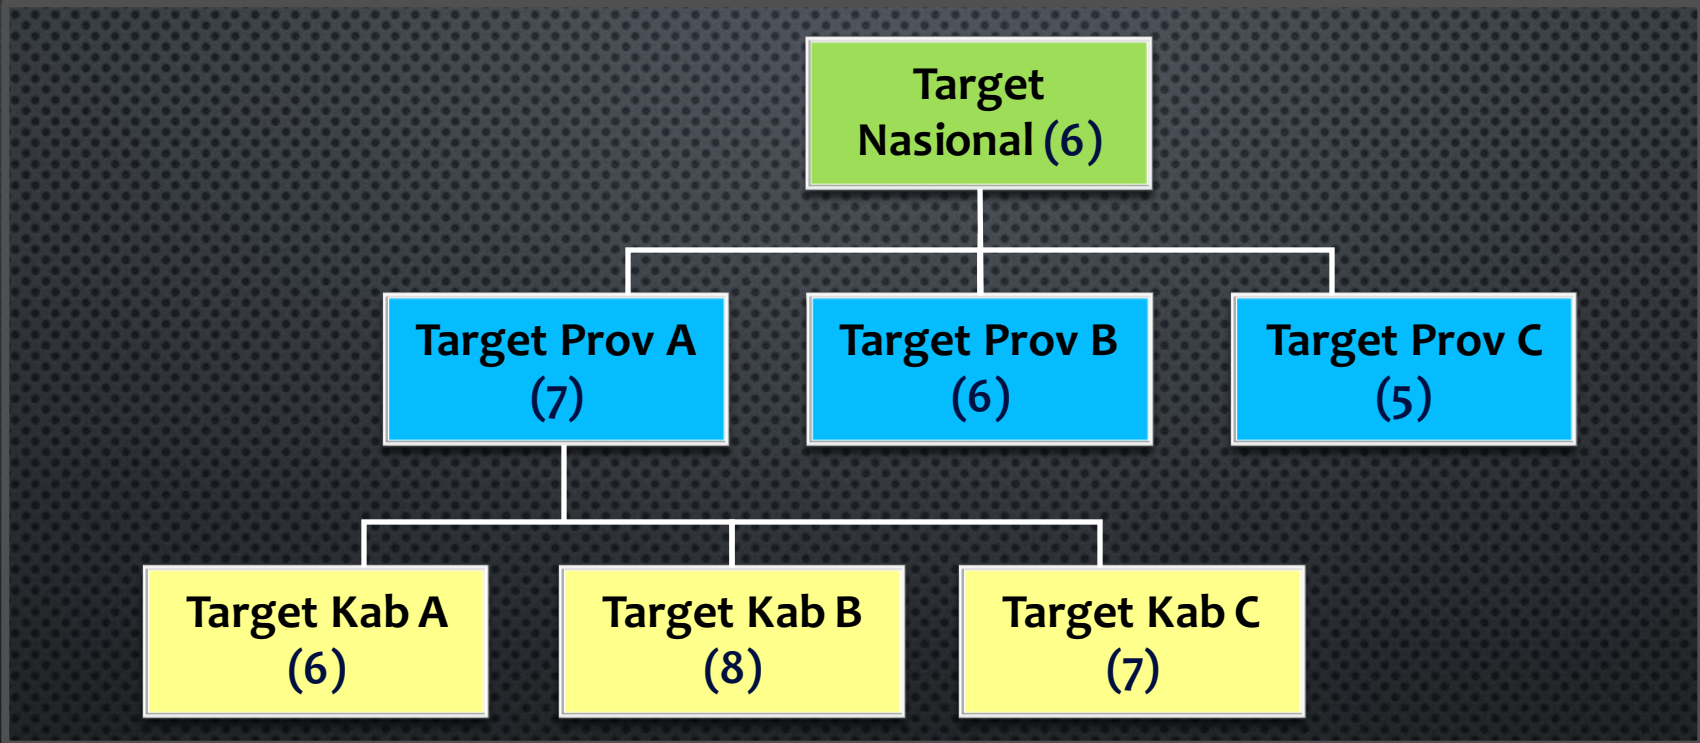 Target
Nasional (6)
Target Prov A
(7)
Target Prov B
(6)
Target Prov C
(5)
Target Kab A
(6)
Target Kab B
(8)
Target Kab C
(7)